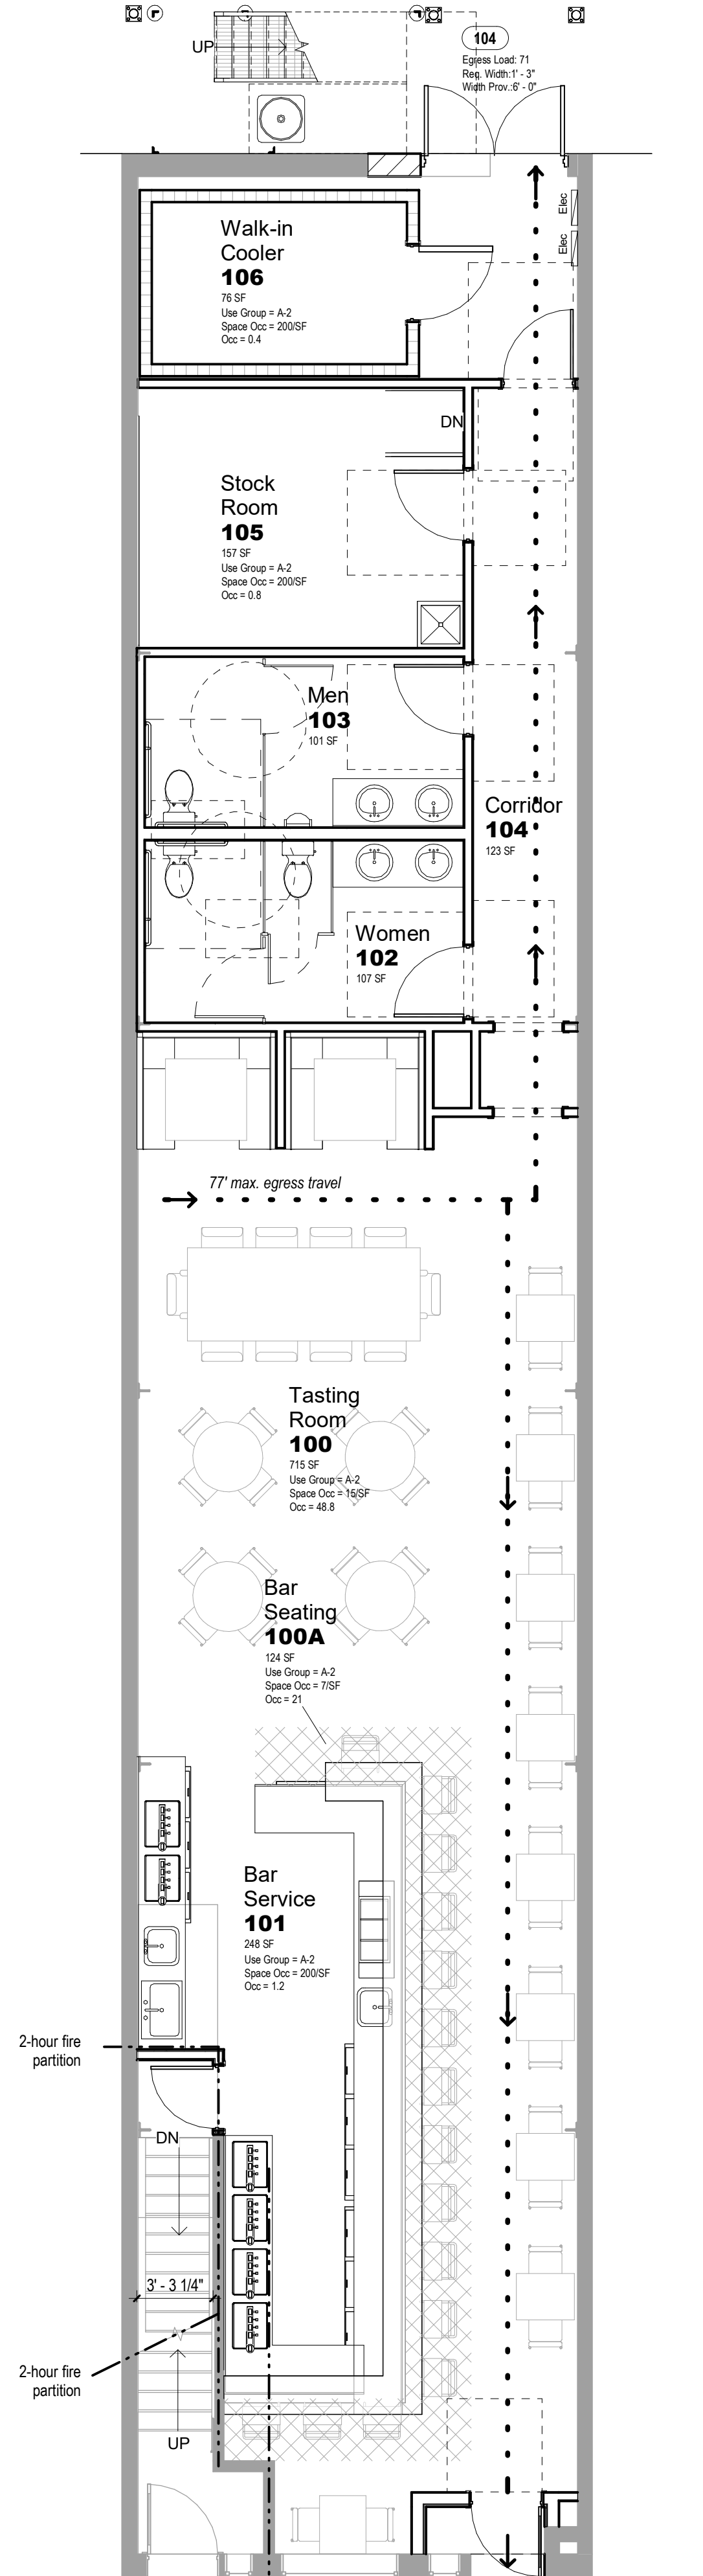 UP
104
Egress Load: 71
Req. Width:1' - 3"
Width Prov.:6' - 0"
Elec
Elec
Walk-in
Cooler
106
76 SF
Use Group = A-2
Space Occ = 200/SF
Occ = 0.4
DN
Stock
Room
105
157 SF
Use Group = A-2
Space Occ = 200/SF
Occ = 0.8
Men
103
101 SF
Corridor
104
123 SF
Women
102
107 SF
77' max. egress travel
Tasting
Room
100
715 SF
Use Group = A-2
Space Occ = 15/SF
Occ = 48.8
Bar
Seating
100A
124 SF
Use Group = A-2
Space Occ = 7/SF
Occ = 21
Bar
Service
101
248 SF
Use Group = A-2
Space Occ = 200/SF
Occ = 1.2
2-hour fire
partition
DN
3' - 3 1/4"
2-hour fire
partition
UP